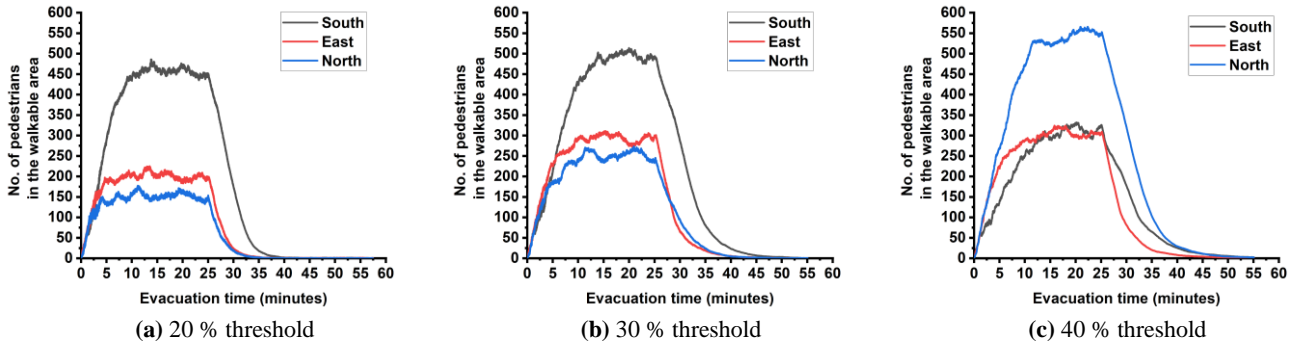 No. of pedestrians
in the walkable area
600
550
500
450
400
350
300
250
200
150
100
50
0
South
East
North
0 5 10 15 20 25 30 35 40 45 50 55 60
Evacuation time (minutes)
(a) 20 % threshold
No. of pedestrians
in the walkable area
600
550
500
450
400
350
300
250
200
150
100
50
0
South
East
North
0 5 10 15 20 25 30 35 40 45 50 55 60
Evacuation time (minutes)
(b) 30 % threshold
No. of pedestrians
in the walkable area
600
550
500
450
400
350
300
250
200
150
100
50
0
South
East
North
0 5 10 15 20 25 30 35 40 45 50 55 60
Evacuation time (minutes)
(c) 40 % threshold